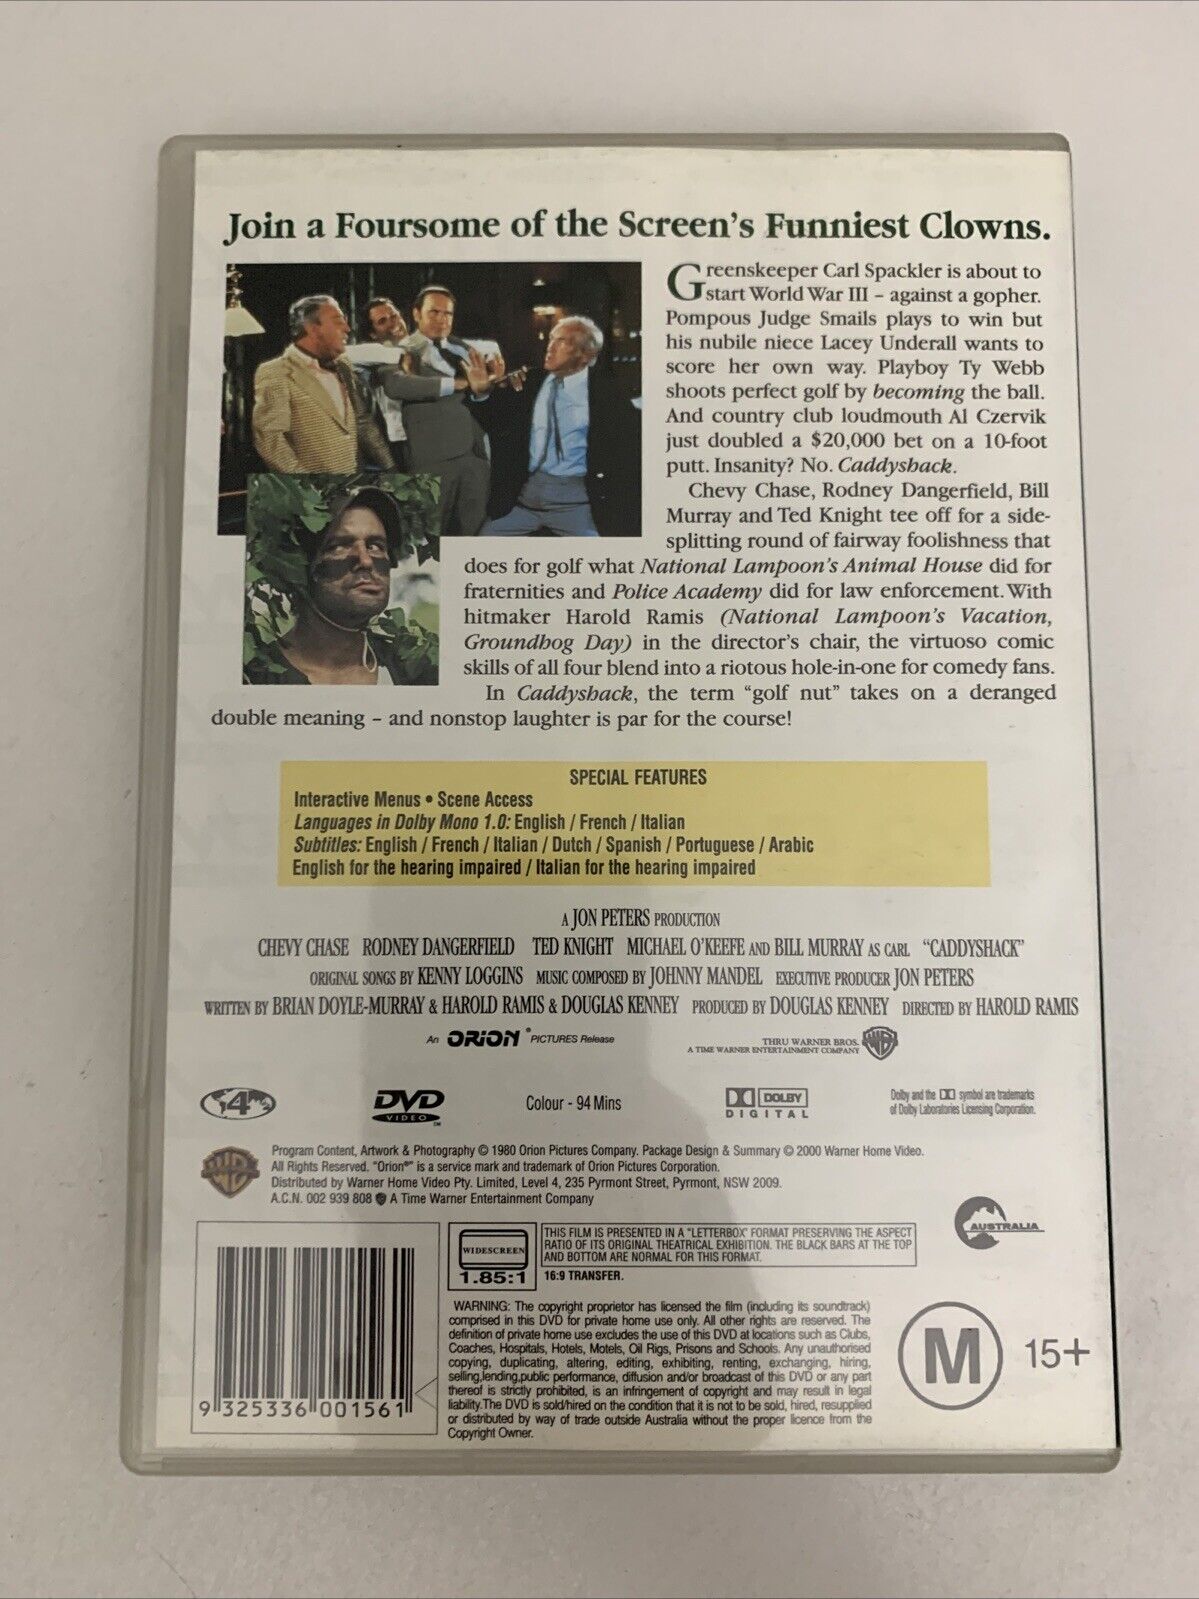 Join a Foursome of the Screen's Funniest Clowns.
Greenskeeper Carl Spackler is about to
start World War III – against a gopher.
Pompous Judge Smails plays to win but
his nubile niece Lacey Underall wants to
score her own way. Playboy Ty Webb
shoots perfect golf by becoming the ball.
And country club loudmouth Al Czervik
just doubled a $20,000 bet on a 10-foot
putt. Insanity? No. Caddyshack.
Chevy Chase, Rodney Dangerfield, Bill
Murray and Ted Knight tee off for a side-
splitting round of fairway foolishness that
does for golf what National Lampoon's Animal House did for
fraternities and Police Academy did for law enforcement. With
hitmaker Harold Ramis (National Lampoon's Vacation,
Groundhog Day) in the director's chair, the virtuoso comic
skills of all four blend into a riotous hole-in-one for comedy fans.
In Caddyshack, the term "golf nut" takes on a deranged
double meaning – and nonstop laughter is par for the course!
SPECIAL FEATURES
Interactive Menus • Scene Access
Languages in Dolby Mono 1.0: English / French / Italian
Subtitles: English / French / Italian / Dutch / Spanish / Portuguese / Arabic
English for the hearing impaired / Italian for the hearing impaired
A JON PETERS PRODUCTION
CHEVY CHASE RODNEY DANGERFIELD TED KNIGHT MICHAEL O'KEEFE AND BILL MURRAY AS CARL "CADDYSHACK"
ORIGINAL SONGS BY KENNY LOGGINS MUSIC COMPOSED BY JOHNNY MANDEL EXECUTIVE PRODUCER JON PETERS
WRITTEN BY BRIAN DOYLE-MURRAY & HAROLD RAMIS & DOUGLAS KENNEY PRODUCED BY DOUGLAS KENNEY DIRECTED BY HAROLD RAMIS
An ORION ® PICTURES Release
THRU WARNER BROS.
A TIME WARNER ENTERTAINMENT COMPANY
4
DVD
VIDEO ™
Colour - 94 Mins
DOLBY
DIGITAL
Dolby and the DD symbol are trademarks
of Dolby Laboratories Licensing Corporation.
Program Content, Artwork & Photography © 1980 Orion Pictures Company. Package Design & Summary © 2000 Warner Home Video.
All Rights Reserved. "Orion®" is a service mark and trademark of Orion Pictures Corporation.
Distributed by Warner Home Video Pty. Limited, Level 4, 235 Pyrmont Street, Pyrmont, NSW 2009.
A.C.N. 002 939 808 A Time Warner Entertainment Company
AUSTRALIA
WIDESCREEN
1.85:1
THIS FILM IS PRESENTED IN A "LETTERBOX" FORMAT PRESERVING THE ASPECT
RATIO OF ITS ORIGINAL THEATRICAL EXHIBITION. THE BLACK BARS AT THE TOP
AND BOTTOM ARE NORMAL FOR THIS FORMAT.
16:9 TRANSFER.
WARNING: The copyright proprietor has licensed the film (including its soundtrack)
comprised in this DVD for private home use only. All other rights are reserved. The
definition of private home use excludes the use of this DVD at locations such as Clubs,
Coaches, Hospitals, Hotels, Motels, Oil Rigs, Prisons and Schools. Any unauthorised
copying, duplicating, altering, editing, exhibiting, renting, exchanging, hiring,
selling,lending,public performance, diffusion and/or broadcast of this DVD or any part
thereof is strictly prohibited, is an infringement of copyright and may result in legal
liability.The DVD is sold/hired on the condition that it is not to be sold, hired, resupplied
or distributed by way of trade outside Australia without the proper licence from the
Copyright Owner.
9 325336 001561
M 15+